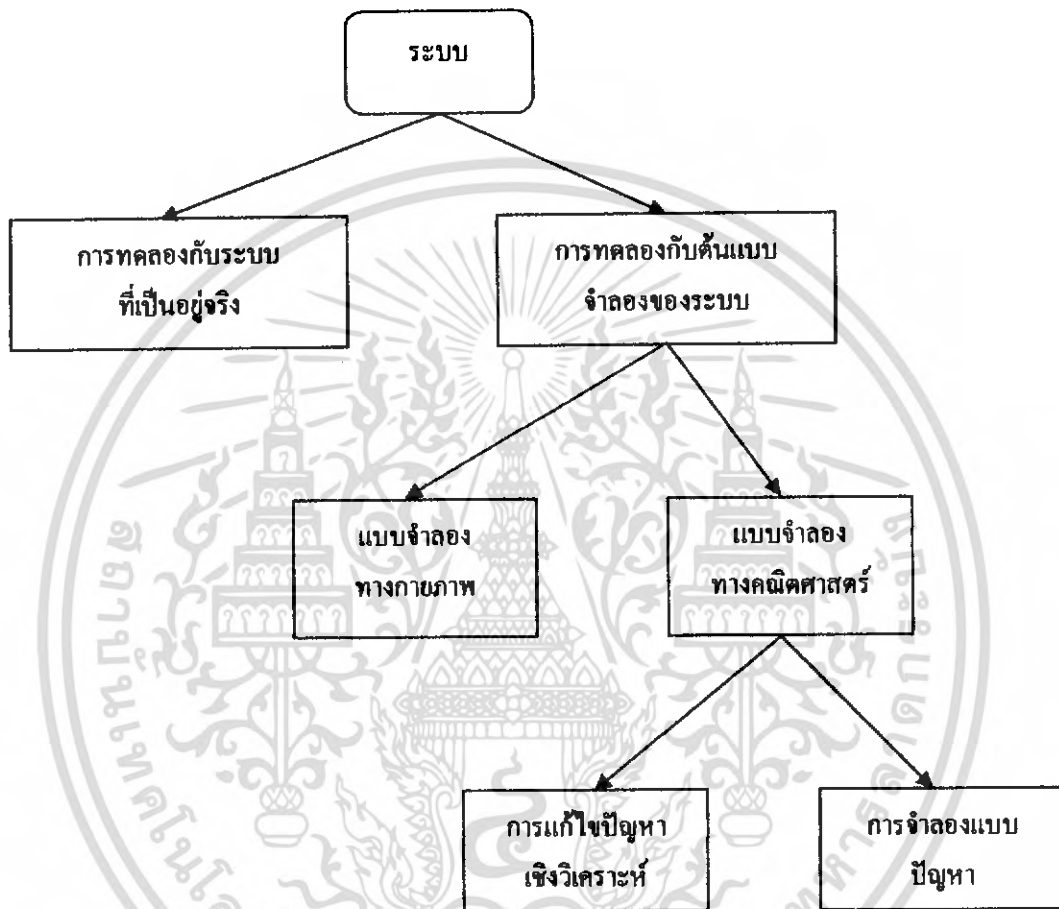 ระบบ
การทดลองกับระบบ
ที่เป็นอยู่จริง
การทดลองกับต้นแบบ
จำลองของระบบ
แบบจำลอง
ทางกายภาพ
แบบจำลอง
ทางคณิตศาสตร์
การแก้ไขปัญหา
เชิงวิเคราะห์
การจำลองแบบ
ปัญหา